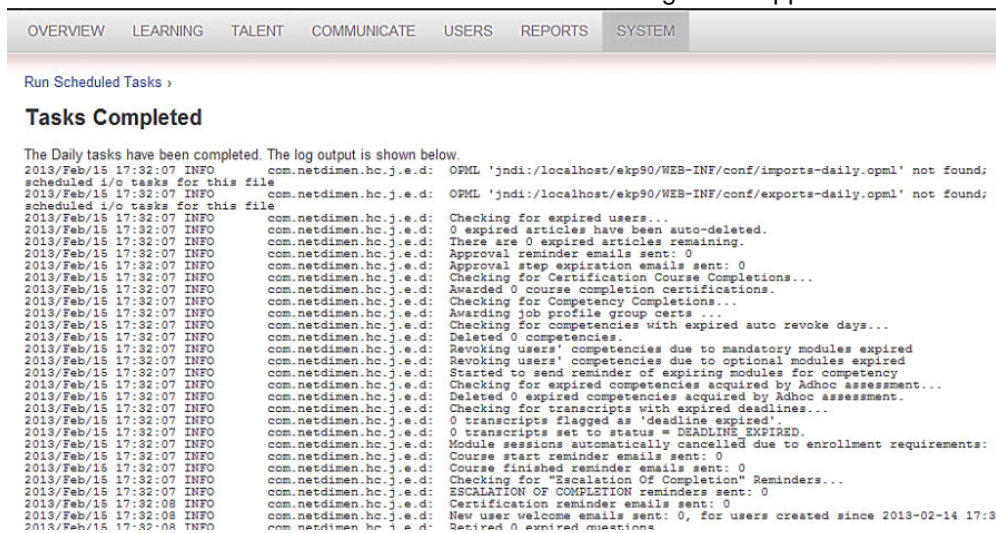 OVERVIEW LEARNING TALENT COMMUNICATE USERS REPORTS SYSTEM
Run Scheduled Tasks ›
Tasks Completed
The Daily tasks have been completed. The log output is shown below.
2013/Feb/15 17:32:07 INFO com.netdimen.hc.j.e.d: OPML 'jndi:/localhost/ekp90/WEB-INF/conf/imports-daily.opml' not found;
scheduled i/o tasks for this file
2013/Feb/15 17:32:07 INFO com.netdimen.hc.j.e.d: OPML 'jndi:/localhost/ekp90/WEB-INF/conf/exports-daily.opml' not found;
scheduled i/o tasks for this file
2013/Feb/15 17:32:07 INFO com.netdimen.hc.j.e.d: Checking for expired users...
2013/Feb/15 17:32:07 INFO com.netdimen.hc.j.e.d: 0 expired articles have been auto-deleted.
2013/Feb/15 17:32:07 INFO com.netdimen.hc.j.e.d: There are 0 expired articles remaining.
2013/Feb/15 17:32:07 INFO com.netdimen.hc.j.e.d: Approval reminder emails sent: 0
2013/Feb/15 17:32:07 INFO com.netdimen.hc.j.e.d: Approval step expiration emails sent: 0
2013/Feb/15 17:32:07 INFO com.netdimen.hc.j.e.d: Checking for Certification Course Completions...
2013/Feb/15 17:32:07 INFO com.netdimen.hc.j.e.d: Awarded 0 course completion certifications.
2013/Feb/15 17:32:07 INFO com.netdimen.hc.j.e.d: Checking for Competency Completions...
2013/Feb/15 17:32:07 INFO com.netdimen.hc.j.e.d: Awarding job profile group certs ...
2013/Feb/15 17:32:07 INFO com.netdimen.hc.j.e.d: Checking for competencies with expired auto revoke days...
2013/Feb/15 17:32:07 INFO com.netdimen.hc.j.e.d: Deleted 0 competencies.
2013/Feb/15 17:32:07 INFO com.netdimen.hc.j.e.d: Revoking users' competencies due to mandatory modules expired
2013/Feb/15 17:32:07 INFO com.netdimen.hc.j.e.d: Revoking users' competencies due to optional modules expired
2013/Feb/15 17:32:07 INFO com.netdimen.hc.j.e.d: Started to send reminder of expiring modules for competency
2013/Feb/15 17:32:07 INFO com.netdimen.hc.j.e.d: Checking for expired competencies acquired by Adhoc assessment...
2013/Feb/15 17:32:07 INFO com.netdimen.hc.j.e.d: Deleted 0 expired competencies acquired by Adhoc assessment.
2013/Feb/15 17:32:07 INFO com.netdimen.hc.j.e.d: Checking for transcripts with expired deadlines...
2013/Feb/15 17:32:07 INFO com.netdimen.hc.j.e.d: 0 transcripts flagged as 'deadline expired'.
2013/Feb/15 17:32:07 INFO com.netdimen.hc.j.e.d: 0 transcripts set to status = DEADLINE_EXPIRED.
2013/Feb/15 17:32:07 INFO com.netdimen.hc.j.e.d: Module sessions automatically cancelled due to enrollment requirements:
2013/Feb/15 17:32:07 INFO com.netdimen.hc.j.e.d: Course start reminder emails sent: 0
2013/Feb/15 17:32:07 INFO com.netdimen.hc.j.e.d: Course finished reminder emails sent: 0
2013/Feb/15 17:32:07 INFO com.netdimen.hc.j.e.d: Checking for "Escalation Of Completion" Reminders...
2013/Feb/15 17:32:07 INFO com.netdimen.hc.j.e.d: ESCALATION OF COMPLETION reminders sent: 0
2013/Feb/15 17:32:08 INFO com.netdimen.hc.j.e.d: Certification reminder emails sent: 0
2013/Feb/15 17:32:08 INFO com.netdimen.hc.j.e.d: New user welcome emails sent: 0, for users created since 2013-02-14 17:3
2013/Feb/15 17:32:08 INFO com.netdimen.hc.j.e.d: Retired 0 expired questions